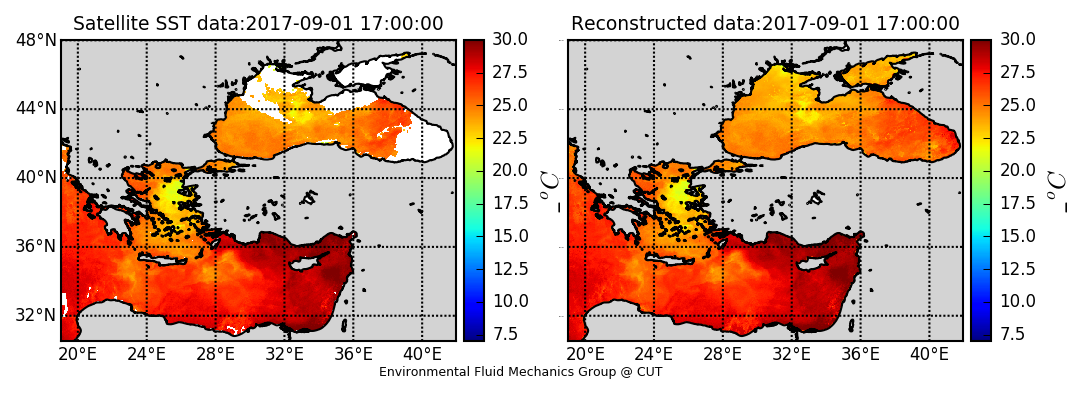 Satellite SST data:2017-09-01 17:00:00
48°N
44°N
40°N
36°N
32°N
20°E 24°E 28°E 32°E 36°E 40°E
30.0
27.5
25.0
22.5
20.0
17.5
15.0
12.5
10.0
7.5
_°C
Reconstructed data:2017-09-01 17:00:00
20°E 24°E 28°E 32°E 36°E 40°E
30.0
27.5
25.0
22.5
20.0
17.5
15.0
12.5
10.0
7.5
_°C
Environmental Fluid Mechanics Group @ CUT